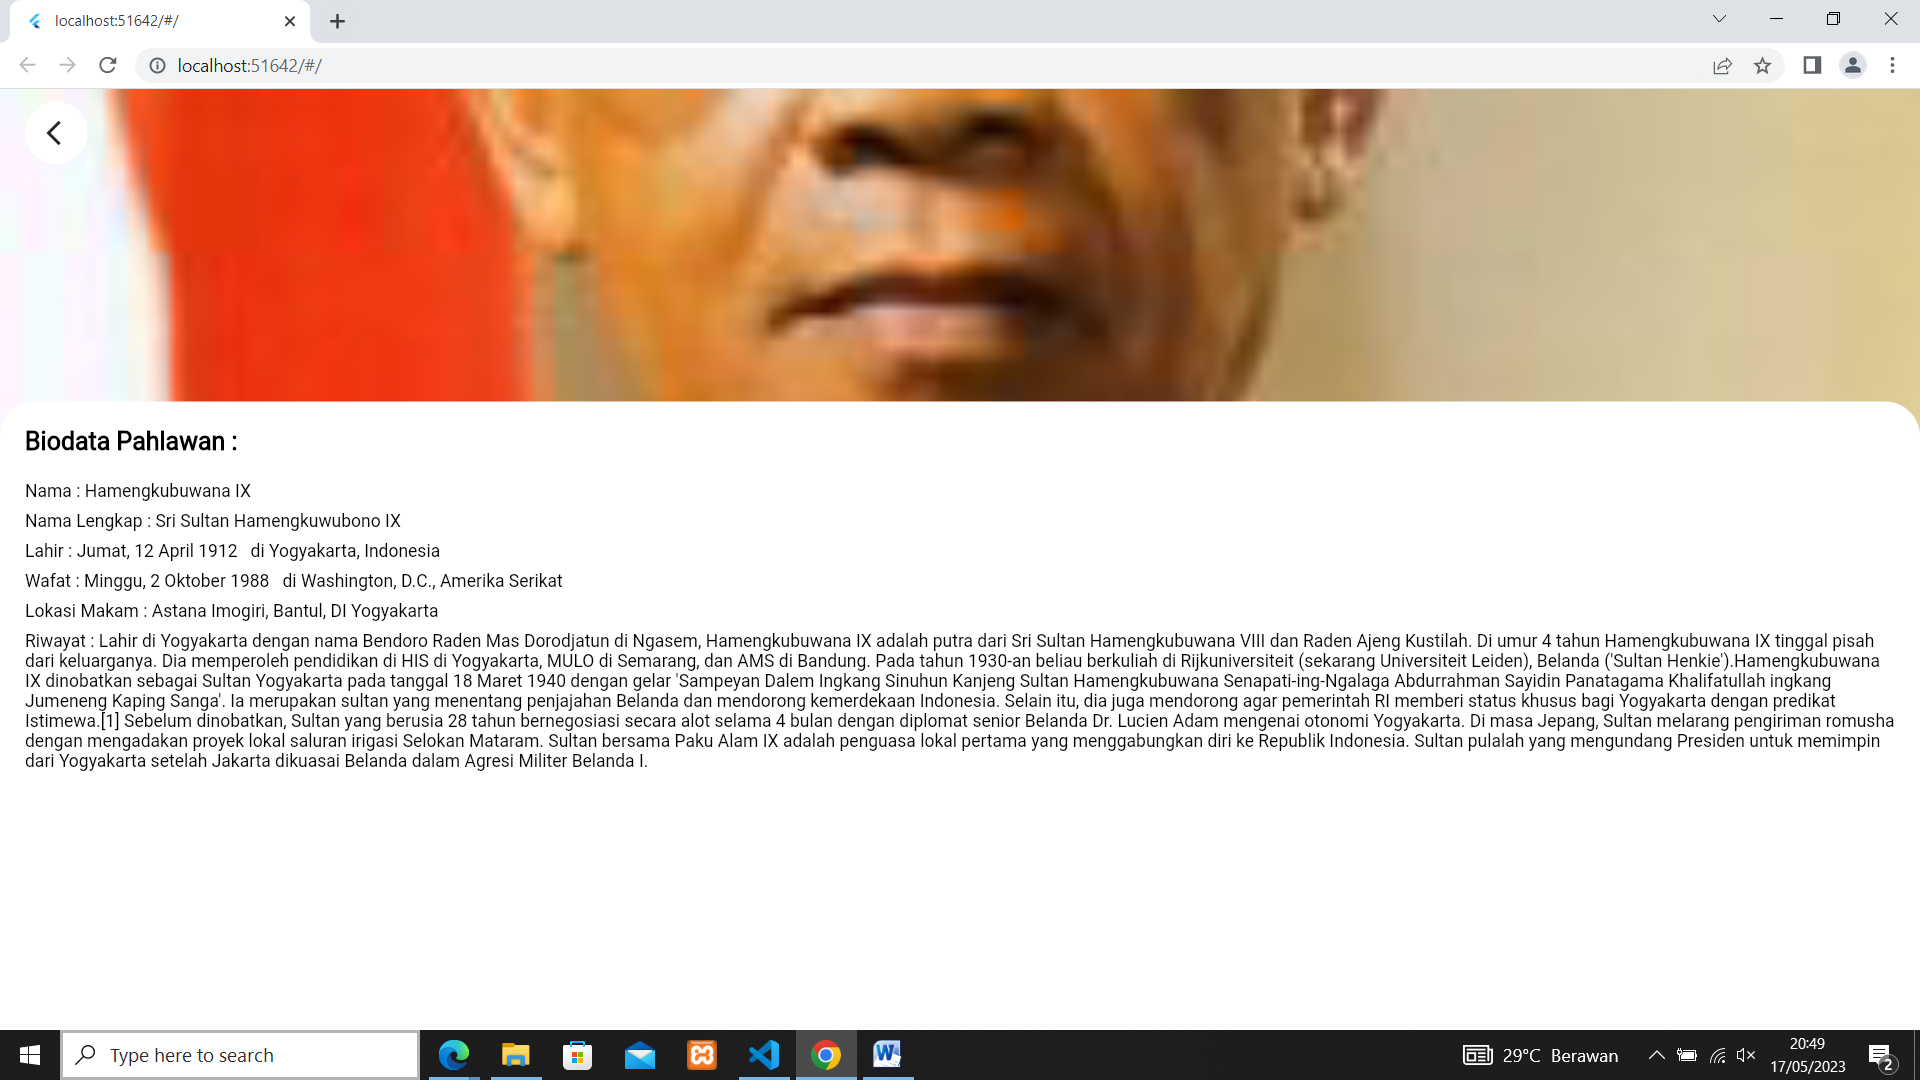 localhost:51642/#/
localhost:51642/#/
Biodata Pahlawan :
Nama : Hamengkubuwana IX
Nama Lengkap : Sri Sultan Hamengkuwubono IX
Lahir : Jumat, 12 April 1912   di Yogyakarta, Indonesia
Wafat : Minggu, 2 Oktober 1988   di Washington, D.C., Amerika Serikat
Lokasi Makam : Astana Imogiri, Bantul, DI Yogyakarta
Riwayat : Lahir di Yogyakarta dengan nama Bendoro Raden Mas Dorodjatun di Ngasem, Hamengkubuwana IX adalah putra dari Sri Sultan Hamengkubuwana VIII dan Raden Ajeng Kustilah. Di umur 4 tahun Hamengkubuwana IX tinggal pisah
dari keluarganya. Dia memperoleh pendidikan di HIS di Yogyakarta, MULO di Semarang, dan AMS di Bandung. Pada tahun 1930-an beliau berkuliah di Rijkuniversiteit (sekarang Universiteit Leiden), Belanda ('Sultan Henkie').Hamengkubuwana
IX dinobatkan sebagai Sultan Yogyakarta pada tanggal 18 Maret 1940 dengan gelar 'Sampeyan Dalem Ingkang Sinuhun Kanjeng Sultan Hamengkubuwana Senapati-ing-Ngalaga Abdurrahman Sayidin Panatagama Khalifatullah ingkang
Jumeneng Kaping Sanga'. Ia merupakan sultan yang menentang penjajahan Belanda dan mendorong kemerdekaan Indonesia. Selain itu, dia juga mendorong agar pemerintah RI memberi status khusus bagi Yogyakarta dengan predikat
Istimewa.[1] Sebelum dinobatkan, Sultan yang berusia 28 tahun bernegosiasi secara alot selama 4 bulan dengan diplomat senior Belanda Dr. Lucien Adam mengenai otonomi Yogyakarta. Di masa Jepang, Sultan melarang pengiriman romusha
dengan mengadakan proyek lokal saluran irigasi Selokan Mataram. Sultan bersama Paku Alam IX adalah penguasa lokal pertama yang menggabungkan diri ke Republik Indonesia. Sultan pulalah yang mengundang Presiden untuk memimpin
dari Yogyakarta setelah Jakarta dikuasai Belanda dalam Agresi Militer Belanda I.
Type here to search
29°C Berawan
20:49
17/05/2023
2